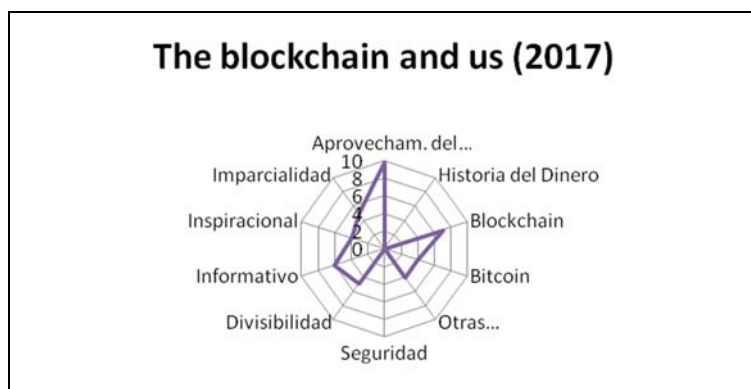 The blockchain and us (2017)
Aprovecham. del...
10
8
6
4
2
0
Historia del Dinero
Blockchain
Bitcoin
Otras...
Seguridad
Divisibilidad
Informativo
Inspiracional
Imparcialidad